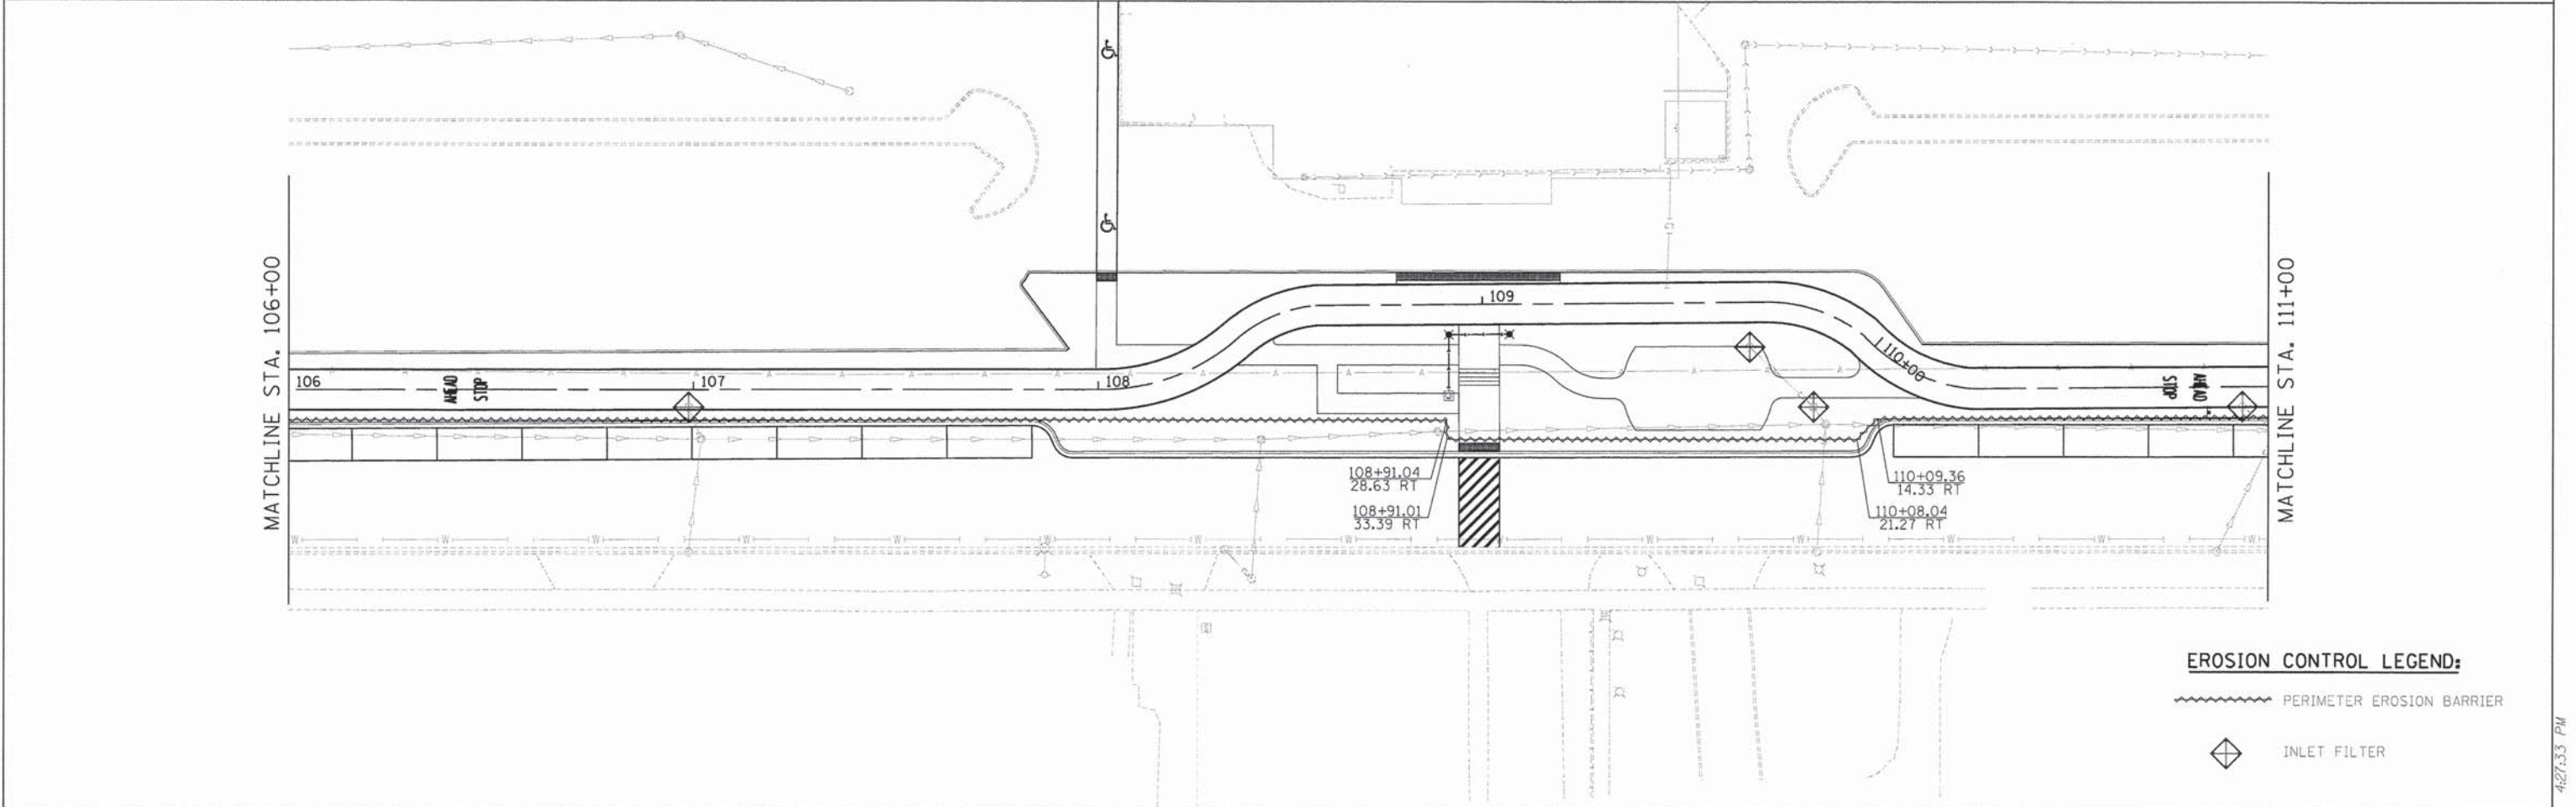 MATCHLINE STA. 106+00
106
AHEAD
STOP
107
108
109
110+00
STOP
AHEAD
MATCHLINE STA. 111+00
A A A A A A A A A A A A A
108+91.04
28.63 RT
108+91.01
33.39 RT
110+09.36
14.33 RT
110+08.04
21.27 RT
W W W W W W W W W W W W W
EROSION CONTROL LEGEND:
PERIMETER EROSION BARRIER
INLET FILTER
4:27:33 PM